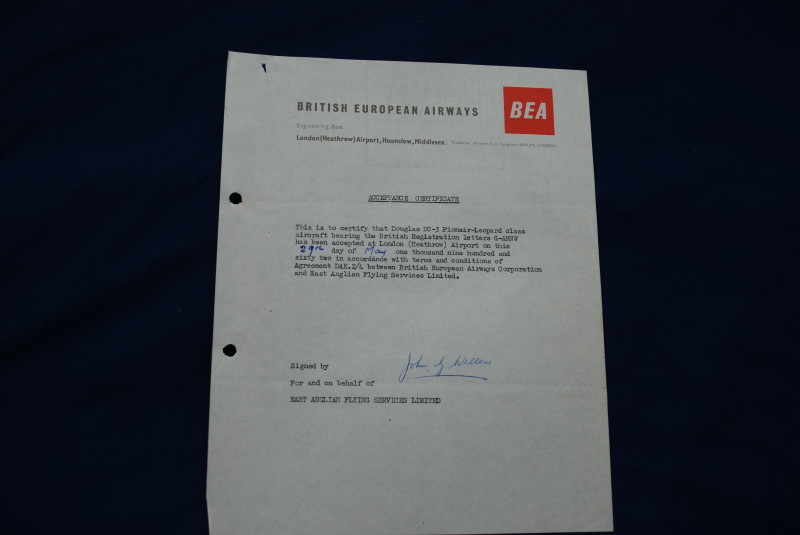 BRITISH EUROPEAN AIRWAYS
BEA
Engineering Base
London (Heathrow) Airport, Hounslow, Middlesex.
ACCEPTANCE CERTIFICATE
This is to certify that Douglas DC-3 Pionair-Leopard class
aircraft bearing the British Registration letters G-AMNW
has been accepted at London (Heathrow) Airport on this
29th day of May one thousand nine hundred and
sixty two in accordance with terms and conditions of
Agreement DAK.2/4 between British European Airways Corporation
and East Anglian Flying Services Limited.
Signed by
For and on behalf of
EAST ANGLIAN FLYING SERVICES LIMITED